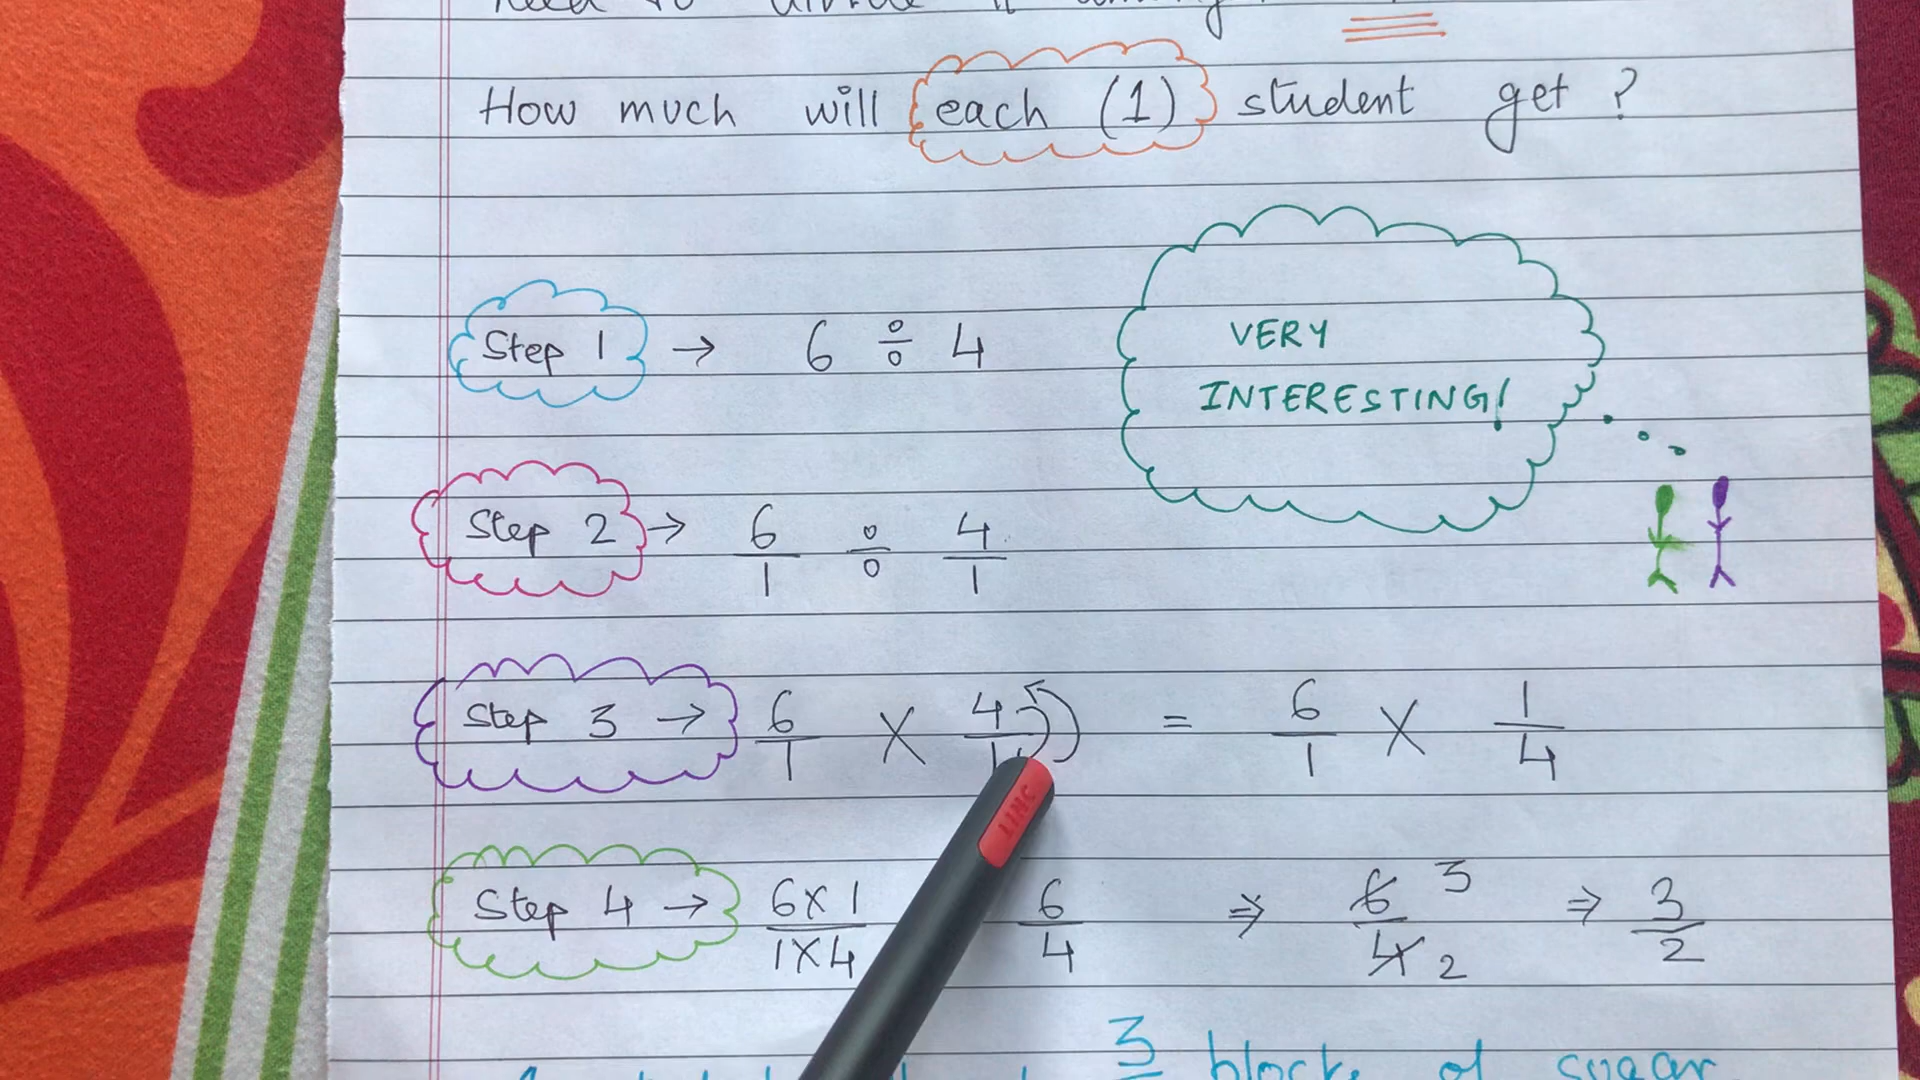 How much will each (1) student get ?
Step 1 → 6 ÷ 4
VERY
INTERESTING!
Step 2 → 6/1 ÷ 4/1
Step 3 → 6/1 X 4/1 = 6/1 X 1/4
LINC
Step 4 → 6X1/1X4 6/4 ⇒ 6 3/4 2 ⇒ 3/2
3 blocks of sugar